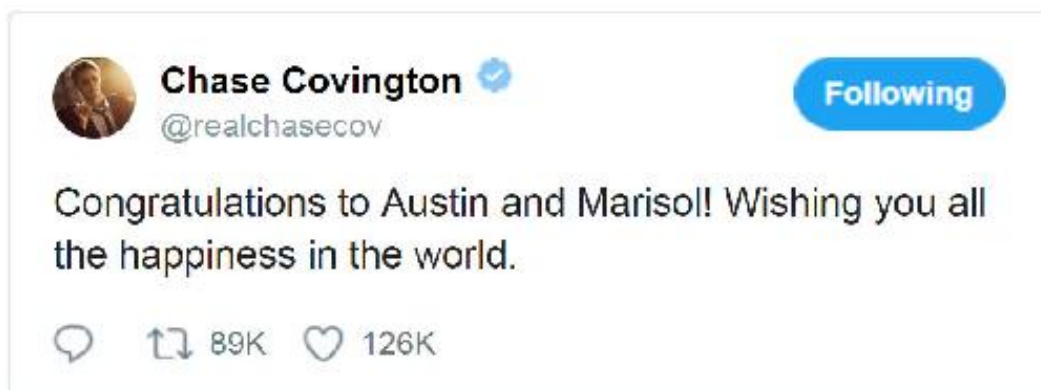 Chase Covington
Following
@realchasecov
Congratulations to Austin and Marisol! Wishing you all
the happiness in the world.
89K 126K